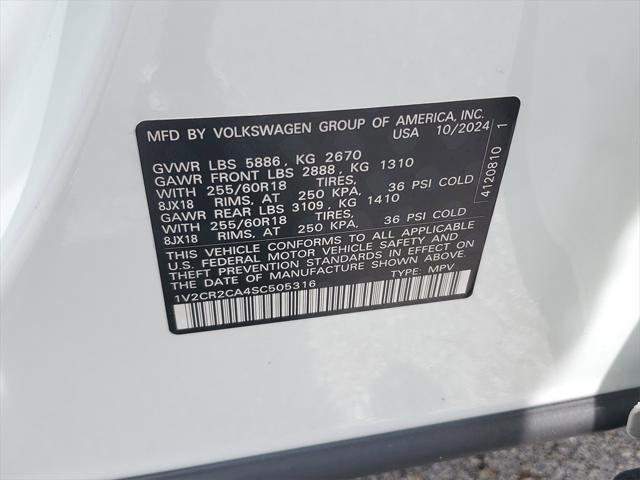 MFD BY VOLKSWAGEN GROUP OF AMERICA, INC.
USA 10/2024
GVWR LBS 5886, KG 2670
GAWR FRONT LBS 2888, KG 1310
WITH 255/60R18 TIRES,
8JX18 RIMS, AT 250 KPA, 36 PSI COLD
GAWR REAR LBS 3109, KG 1410
WITH 255/60R18 TIRES,
8JX18 RIMS, AT 250 KPA, 36 PSI COLD
THIS VEHICLE CONFORMS TO ALL APPLICABLE
U.S. FEDERAL MOTOR VEHICLE SAFETY AND
THEFT PREVENTION STANDARDS IN EFFECT ON
THE DATE OF MANUFACTURE SHOWN ABOVE.
1V2CR2CA4SC505316 TYPE: MPV
4120810 1